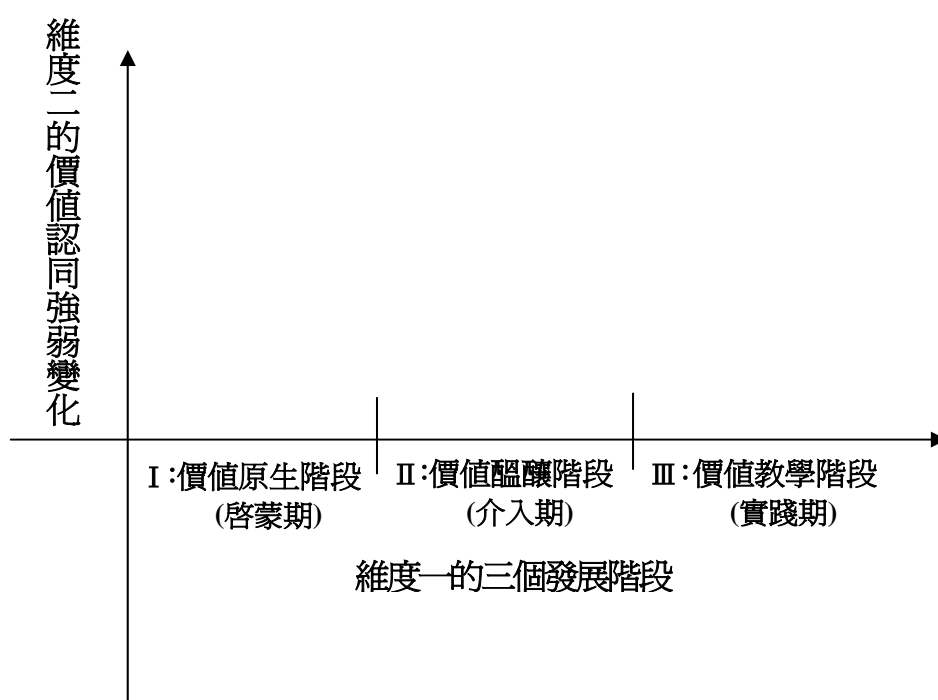 維度二的價值認同強弱變化
Ⅰ:價值原生階段
(啓蒙期)
Ⅱ:價值醞釀階段
(介入期)
Ⅲ:價值教學階段
(實踐期)
維度一的三個發展階段